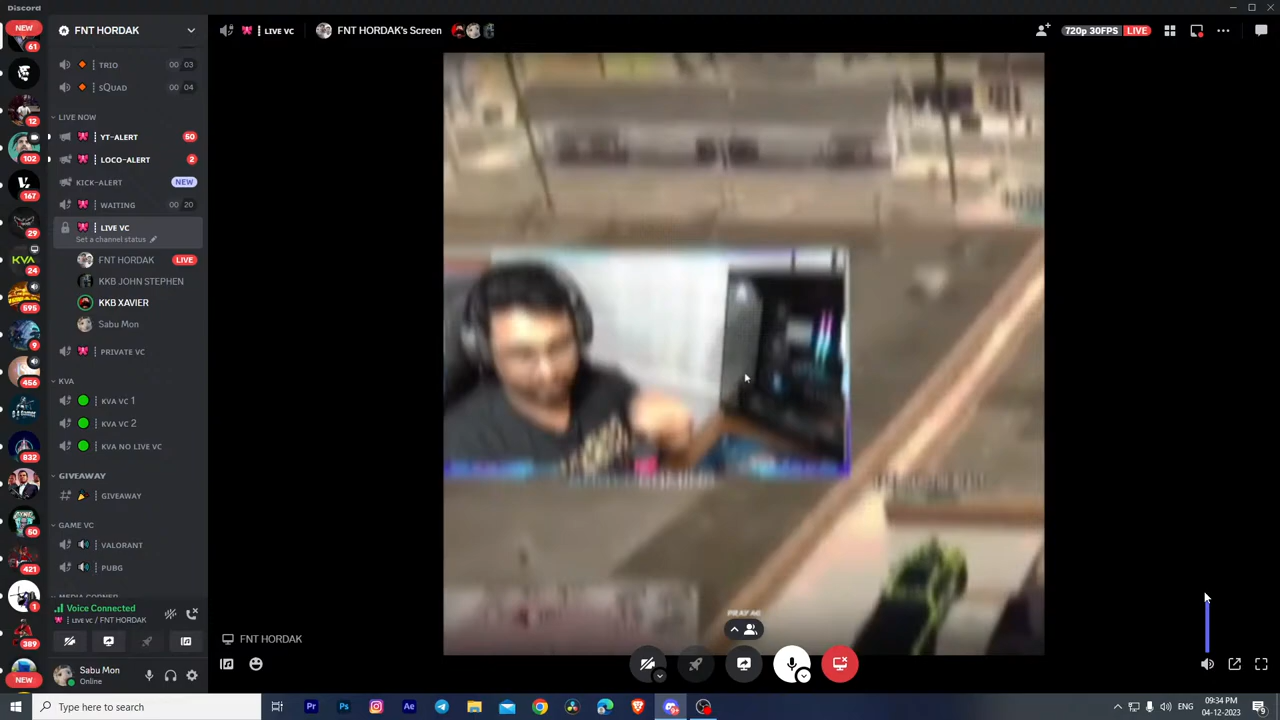 Discord
NEW
61
12
102
167
29
24
595
9
456
832
50
421
1
389
NEW
FNT HORDAK
TRIO
00 03
sQuad
00 04
LIVE NOW
YT-ALERT
50
LOCO-ALERT
2
KICK-ALERT
NEW
WAITING
00 20
LIVE VC
Set a channel status
FNT HORDAK
LIVE
KKB JOHN STEPHEN
KKB XAVIER
Sabu Mon
PRIVATE VC
KVA
KVA VC 1
KVA VC 2
KVA NO LIVE VC
GIVEAWAY
# GIVEAWAY
GAME VC
VALORANT
PUBG
Voice Connected
LIVE VC / FNT HORDAK
Sabu Mon
Online
LIVE VC
FNT HORDAK's Screen
720p 30FPS LIVE
FNT HORDAK
Type here to search
ENG
09:34 PM
04-12-2023